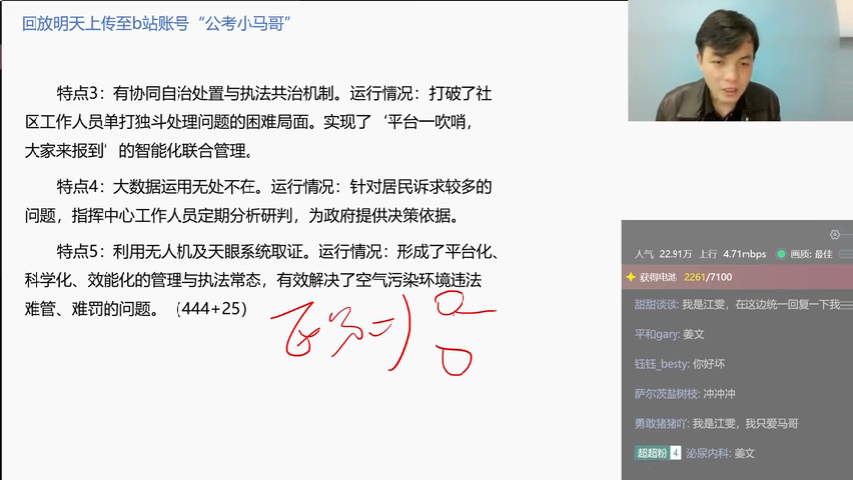 回放明天上传至b站账号“公考小马哥”
特点3：有协同自治处置与执法共治机制。运行情况：打破了社
区工作人员单打独斗处理问题的困难局面。实现了‘平台一吹哨，
大家来报到’的智能化联合管理。
特点4：大数据运用无处不在。运行情况：针对居民诉求较多的
问题，指挥中心工作人员定期分析研判，为政府提供决策依据。
特点5：利用无人机及天眼系统取证。运行情况：形成了平台化、
科学化、效能化的管理与执法常态，有效解决了空气污染环境违法
难管、难罚的问题。（444+25）
人气 22.91万 上行 4.71mbps 画质: 最佳
获得电池 2261/7100
甜甜谈谈: 我是江雯，在这边统一回复一下我
平和gary: 姜文
钰钰_besty: 你好坏
萨尔茨盐树枝: 冲冲冲
勇敢猪猪吖: 我是江雯，我只爱马哥
超超粉 4 泌尿内科: 姜文